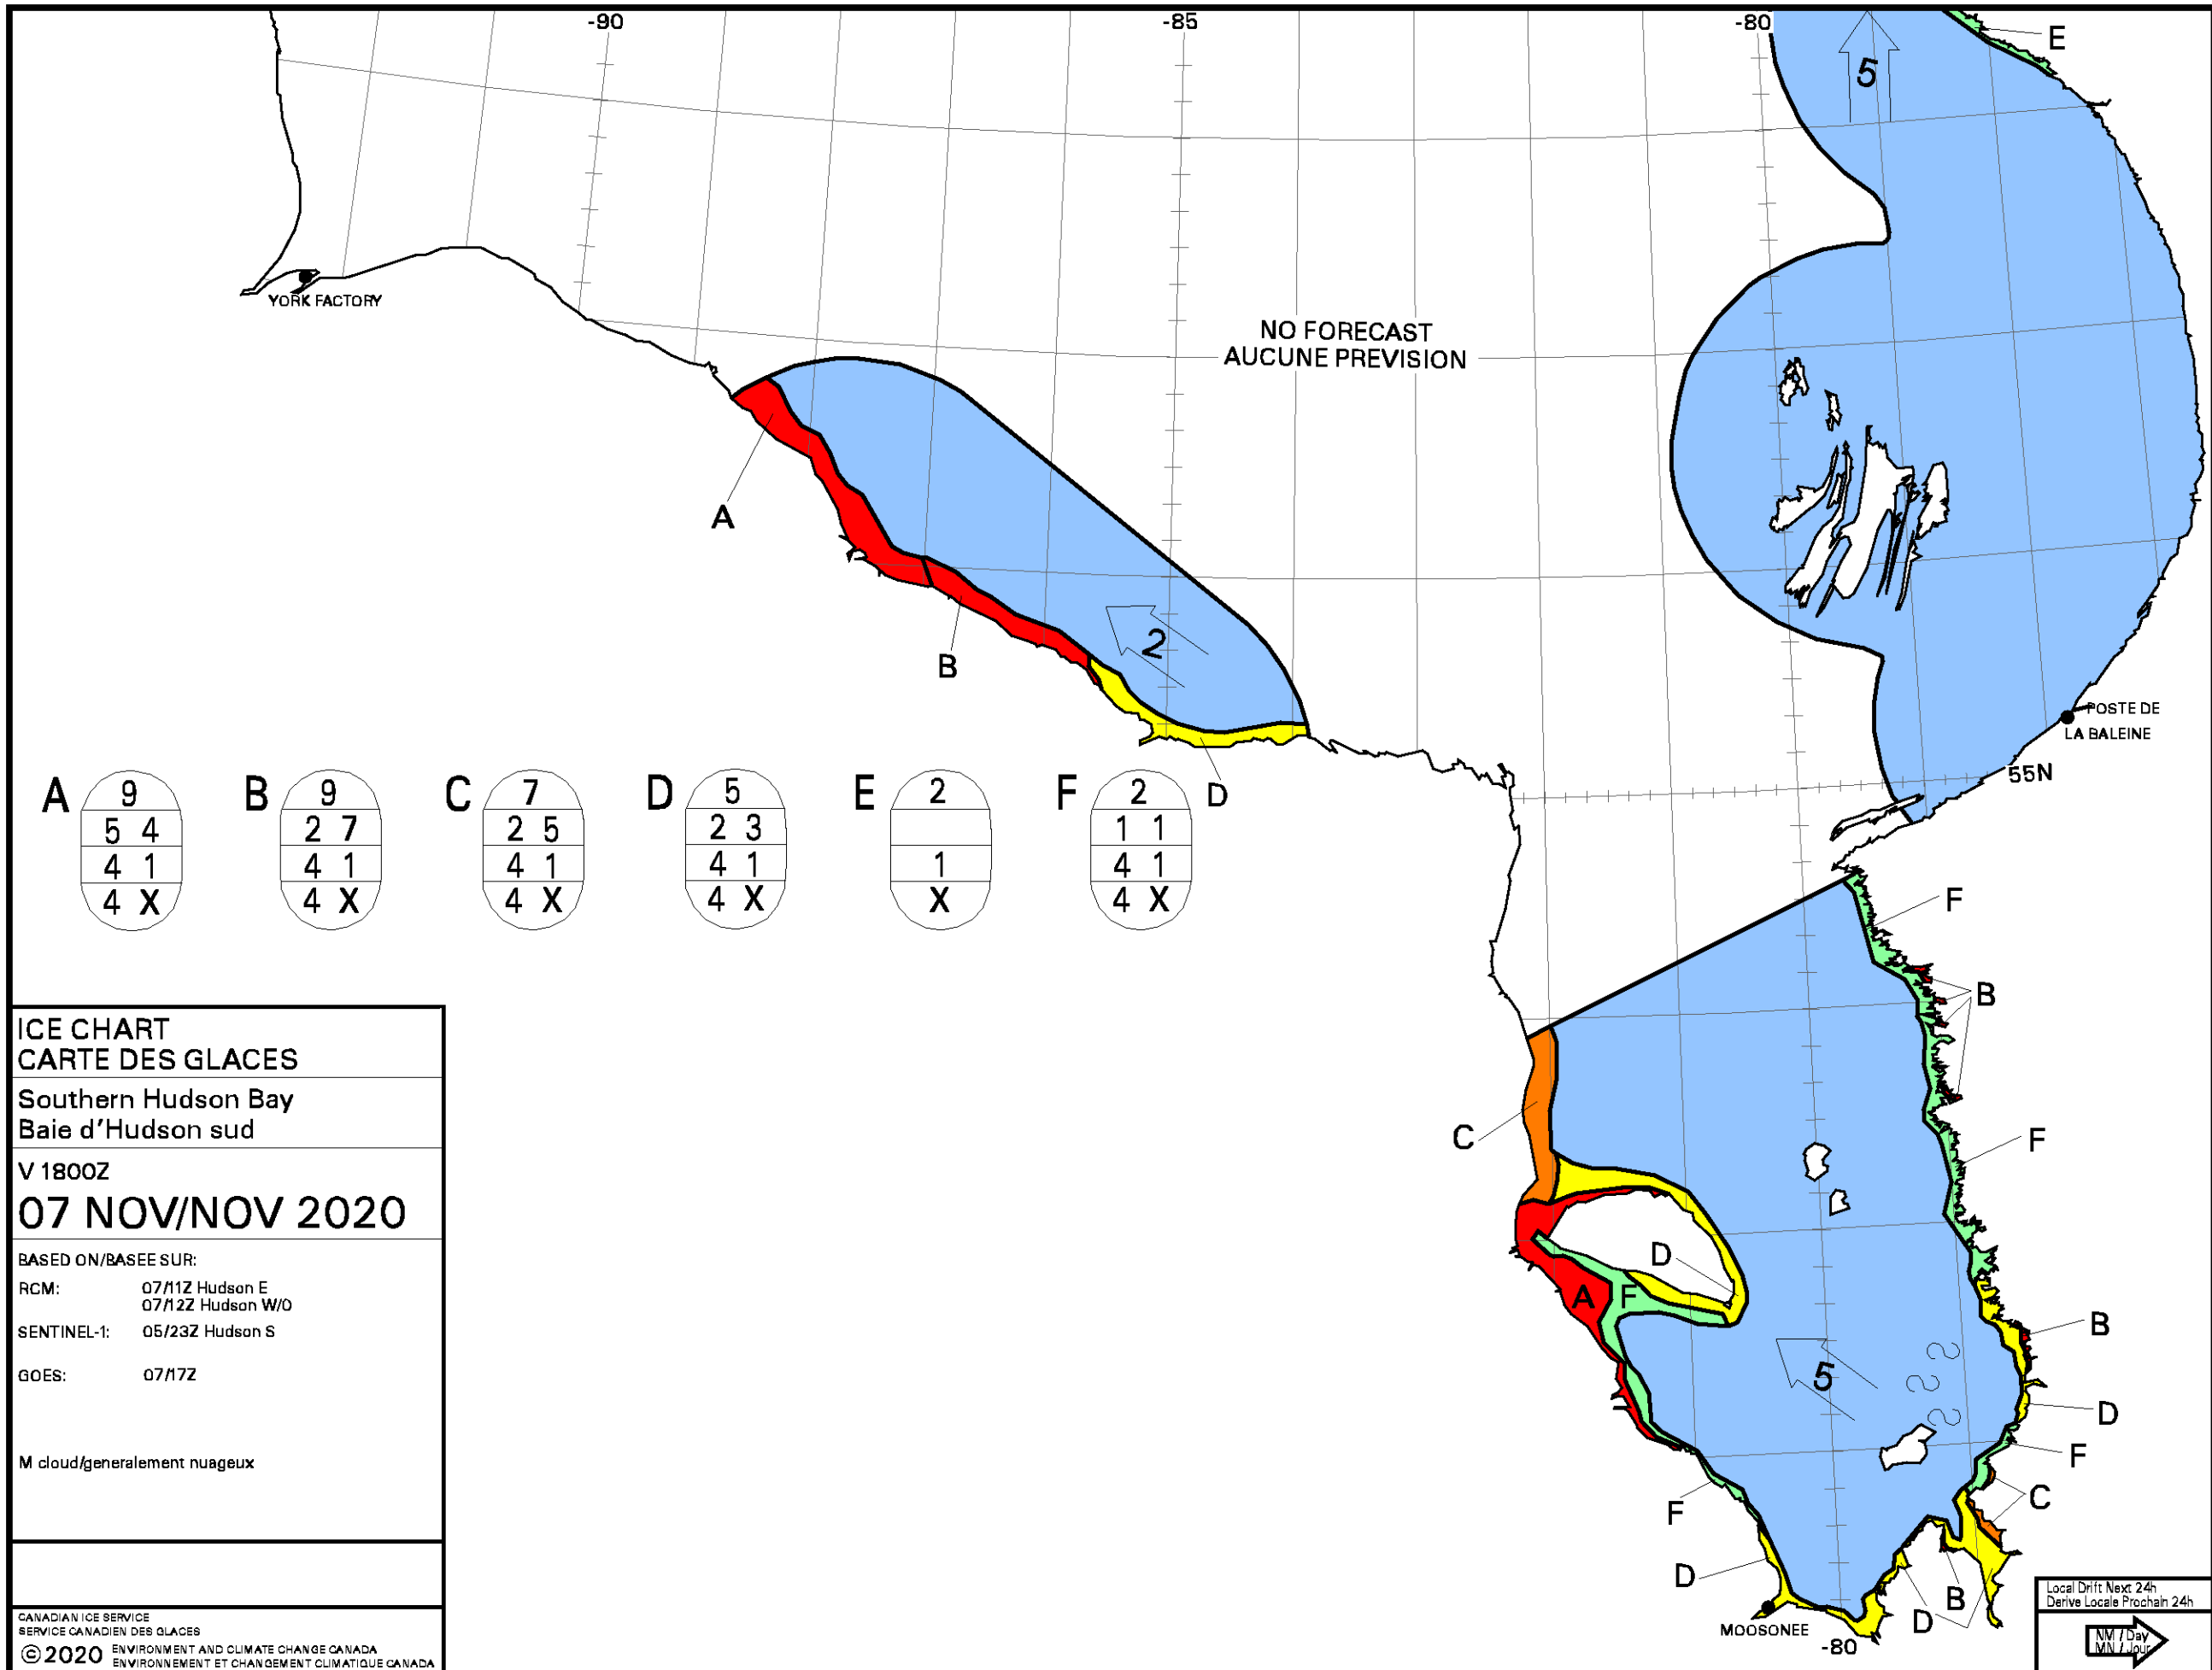 -90
-85
-80
E
5
YORK FACTORY
NO FORECAST
AUCUNE PREVISION
A
2
B
POSTE DE
LA BALEINE
55N
D
A
9
5 4
4 1
4 X
B
9
2 7
4 1
4 X
C
7
2 5
4 1
4 X
D
5
2 3
4 1
4 X
E
2
1
X
F
2
1 1
4 1
4 X
F
B
C
F
D
A
F
B
5
D
F
C
F
D
B
D
MOOSONEE
-80
ICE CHART
CARTE DES GLACES
Southern Hudson Bay
Baie d'Hudson sud
V 1800Z
07 NOV/NOV 2020
BASED ON/BASEE SUR:
RCM: 07/11Z Hudson E
07/12Z Hudson W/O
SENTINEL-1: 05/23Z Hudson S
GOES: 07/17Z
M cloud/generalement nuageux
CANADIAN ICE SERVICE
SERVICE CANADIEN DES GLACES
© 2020 ENVIRONMENT AND CLIMATE CHANGE CANADA
ENVIRONNEMENT ET CHANGEMENT CLIMATIQUE CANADA
Local Drift Next 24h
Derive Locale Prochain 24h
NM / Day
MN / Jour